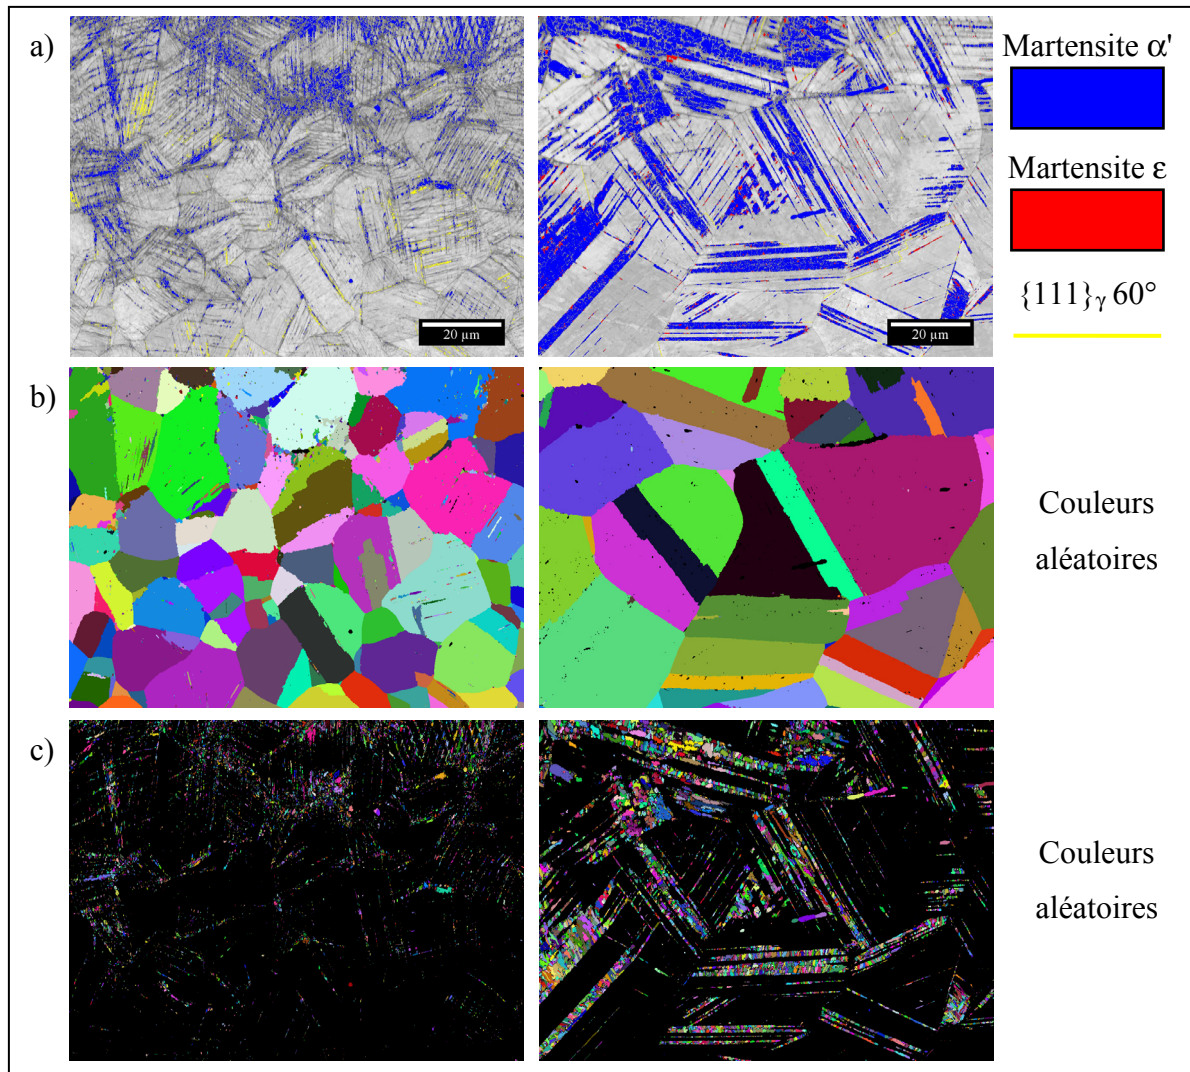 a)
Martensite α'
Martensite ε
{111}γ 60°
20 µm
20 µm
b)
Couleurs
aléatoires
c)
Couleurs
aléatoires